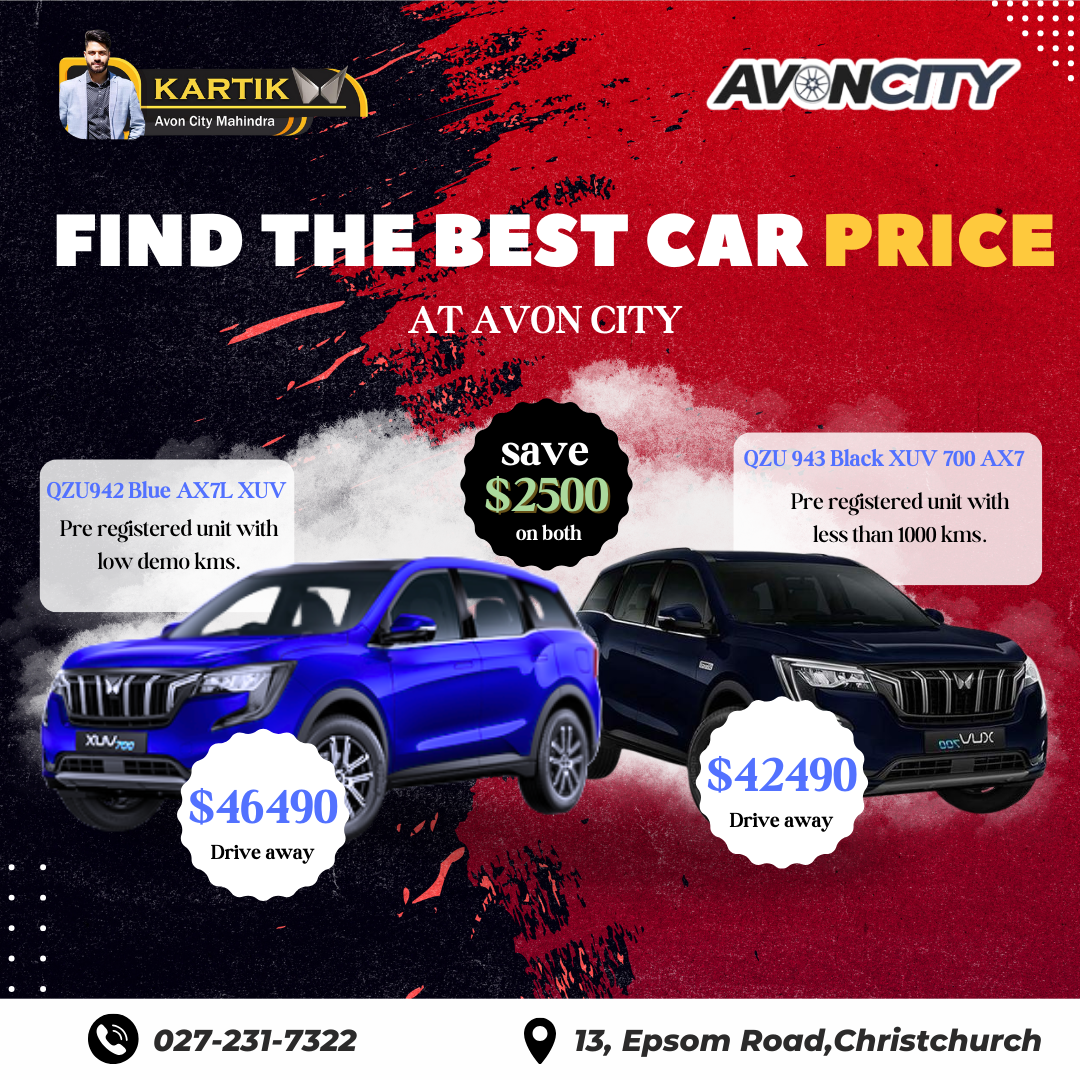 KARTIK
Avon City Mahindra
AVONCITY
FIND THE BEST CAR PRICE
AT AVON CITY
save
$2500
on both
QZU942 Blue AX7L XUV
Pre registered unit with
low demo kms.
QZU 943 Black XUV 700 AX7
Pre registered unit with
less than 1000 kms.
XUV700
XUV700
$46490
Drive away
$42490
Drive away
027-231-7322
13, Epsom Road,Christchurch